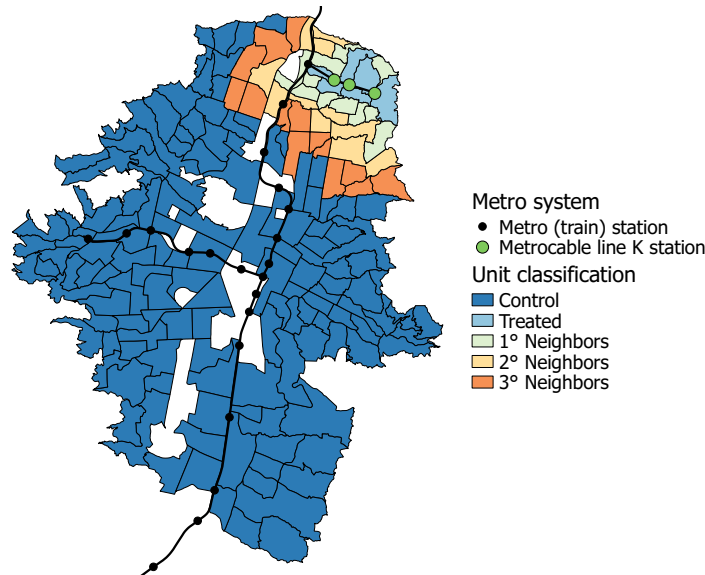 Metro system
Metro (train) station
Metrocable line K station
Unit classification
Control
Treated
1° Neighbors
2° Neighbors
3° Neighbors